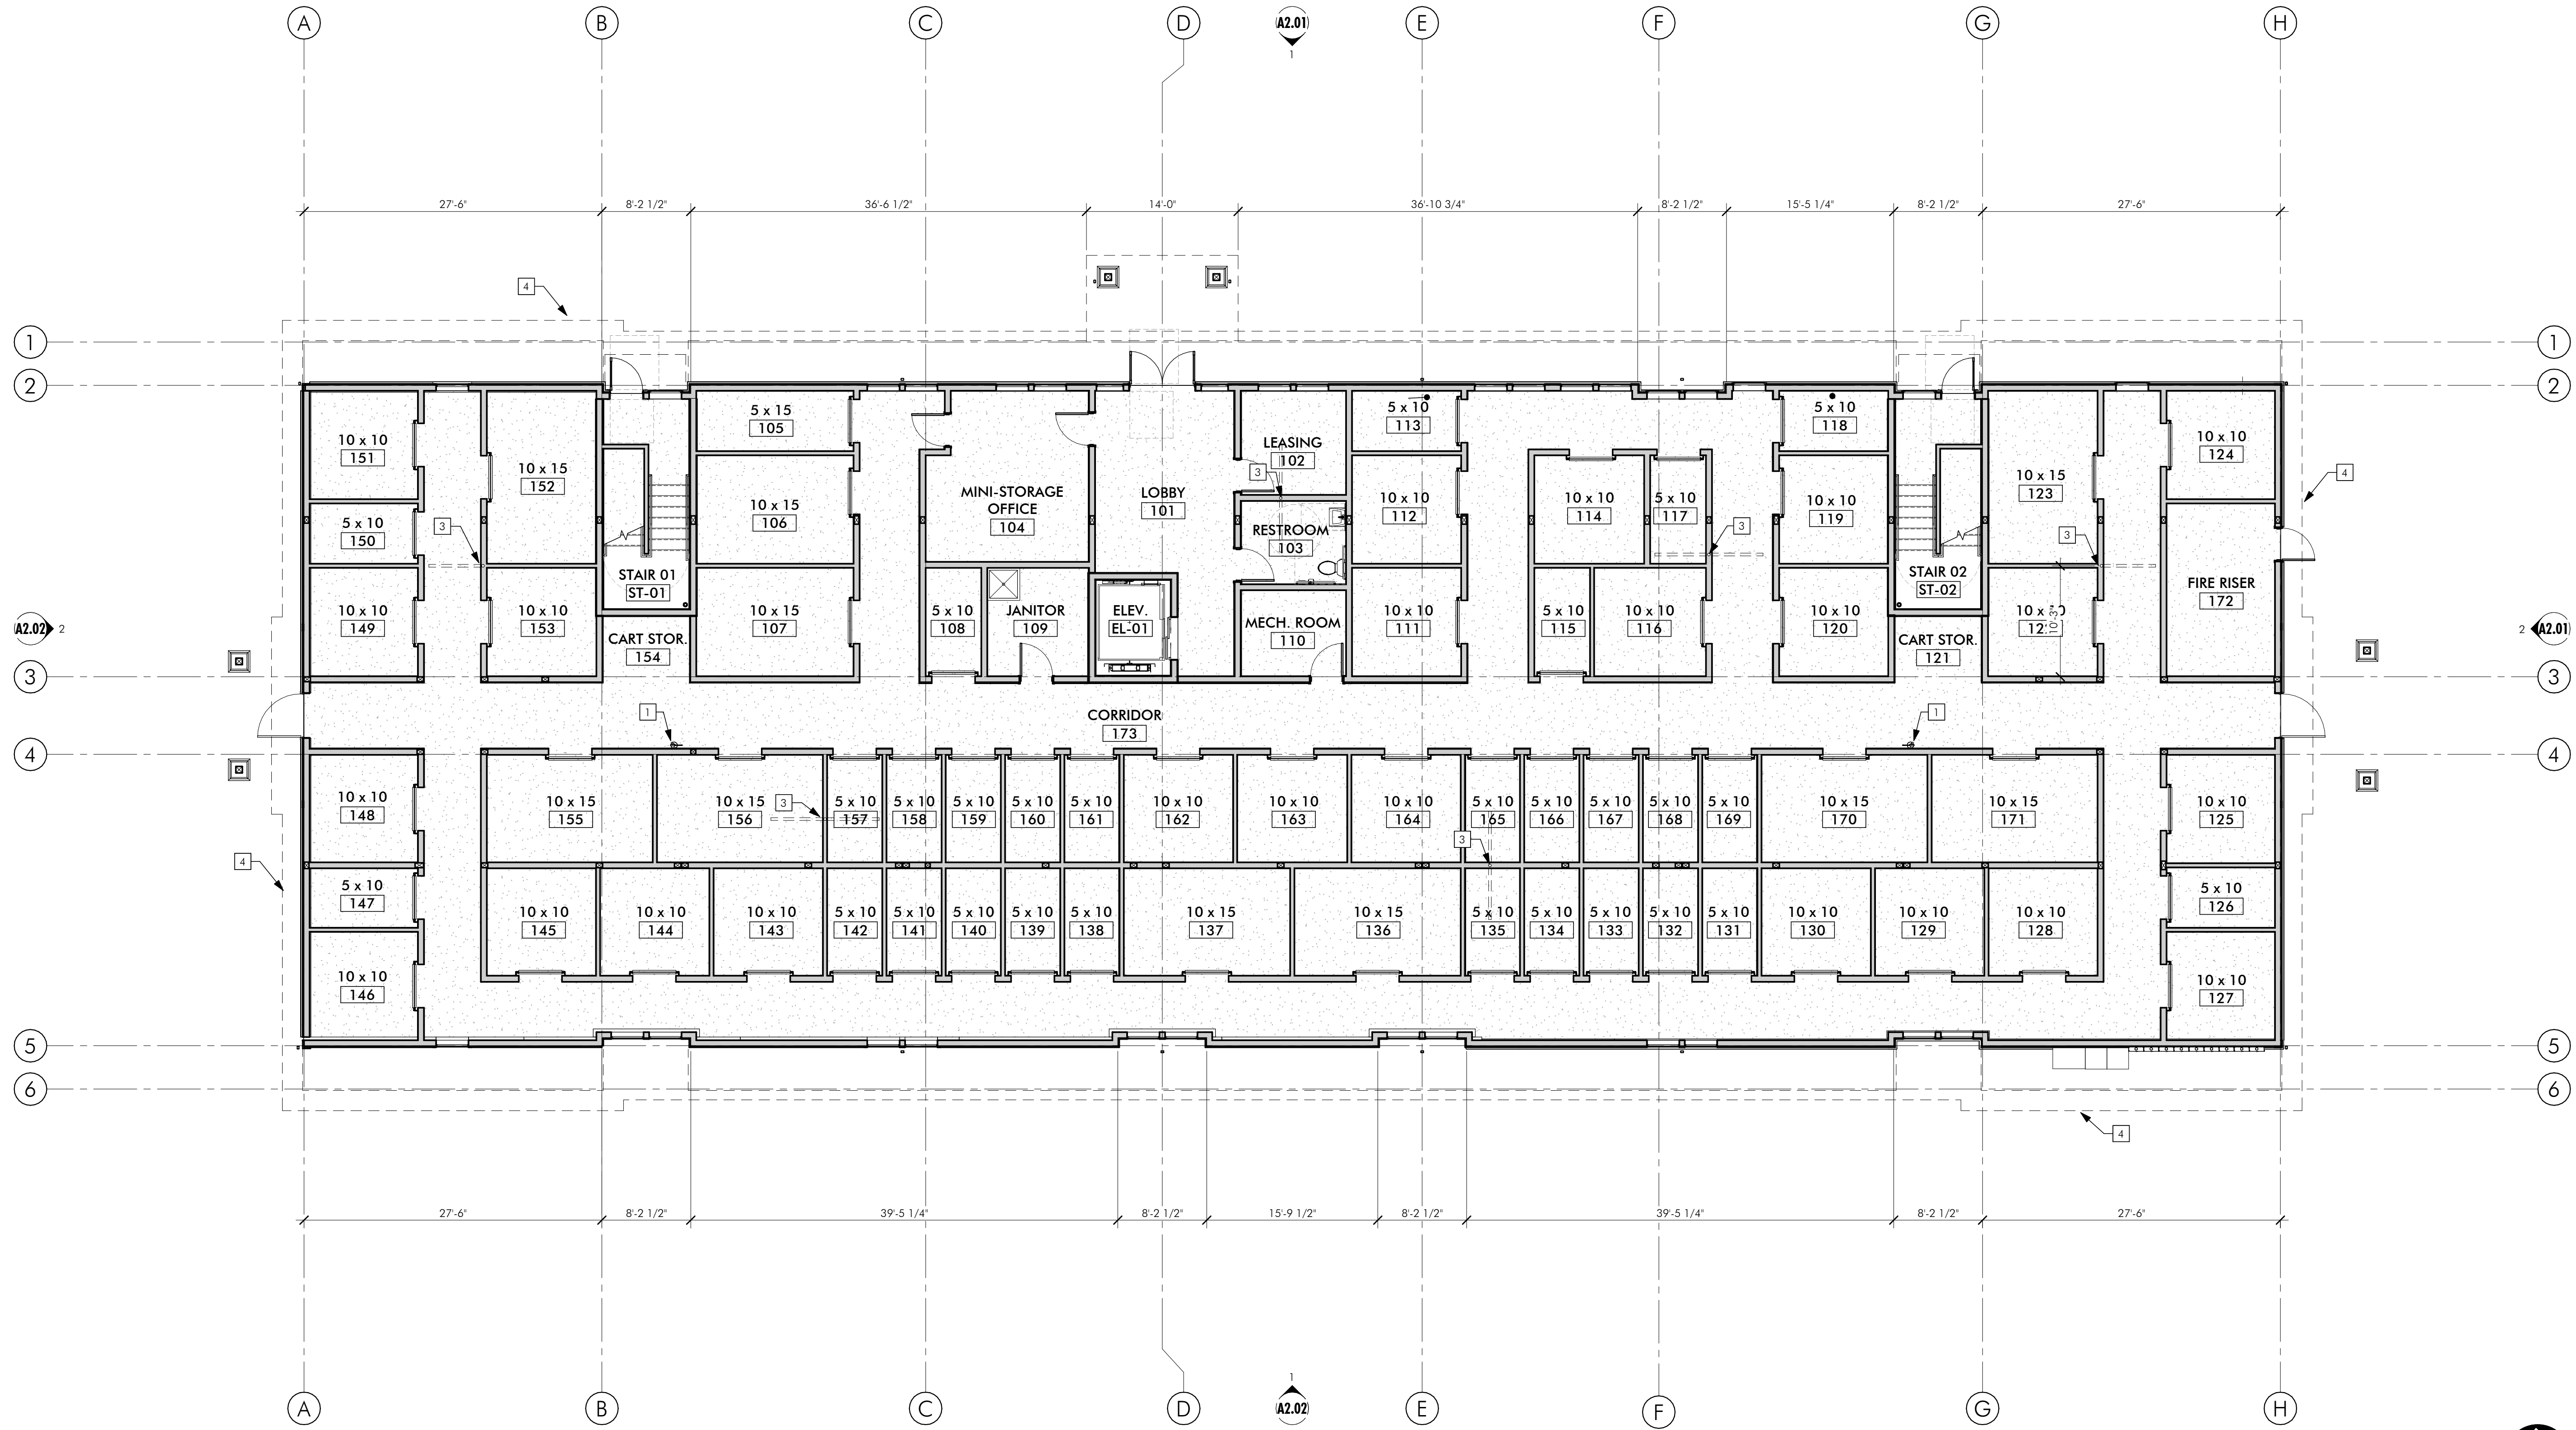 A B C D E F G H
A2.01
1
27'-6" 8'-2 1/2" 36'-6 1/2" 14'-0" 36'-10 3/4" 8'-2 1/2" 15'-5 1/4" 8'-2 1/2" 27'-6"
4
1 1
2 2
5 x 15
105
5 x 10
113
5 x 10
118
10 x 10
151
10 x 15
152
LEASING
102
10 x 10
124
4
3
10 x 15
123
MINI-STORAGE
OFFICE
104
LOBBY
101
10 x 15
106
10 x 10
112
10 x 10
114
5 x 10
117
10 x 10
119
5 x 10
150
3
RESTROOM
103
3
3
STAIR 01
ST-01
STAIR 02
ST-02
FIRE RISER
172
A2.02 2
10 x 10
149
10 x 10
153
10 x 15
107
5 x 10
108
JANITOR
109
ELEV.
EL-01
MECH. ROOM
110
10 x 10
111
5 x 10
115
10 x 10
116
10 x 10
120
10'-3"
2 A2.01
CART STOR.
154
CART STOR.
121
3 3
1
CORRIDOR
173
1
4 4
10 x 10
148
10 x 15
155
10 x 15
156
3
5 x 10
157
5 x 10
158
5 x 10
159
5 x 10
160
5 x 10
161
10 x 10
162
10 x 10
163
10 x 10
164
5 x 10
165
3
5 x 10
166
5 x 10
167
5 x 10
168
5 x 10
169
10 x 15
170
10 x 15
171
10 x 10
125
4
5 x 10
147
5 x 10
126
10 x 10
145
10 x 10
144
10 x 10
143
5 x 10
142
5 x 10
141
5 x 10
140
5 x 10
139
5 x 10
138
10 x 15
137
10 x 15
136
5 x 10
135
5 x 10
134
5 x 10
133
5 x 10
132
5 x 10
131
10 x 10
130
10 x 10
129
10 x 10
128
10 x 10
146
10 x 10
127
5 5
6 6
4
27'-6" 8'-2 1/2" 39'-5 1/4" 8'-2 1/2" 15'-9 1/2" 8'-2 1/2" 39'-5 1/4" 8'-2 1/2" 27'-6"
1
A2.02
A B C D E F G H